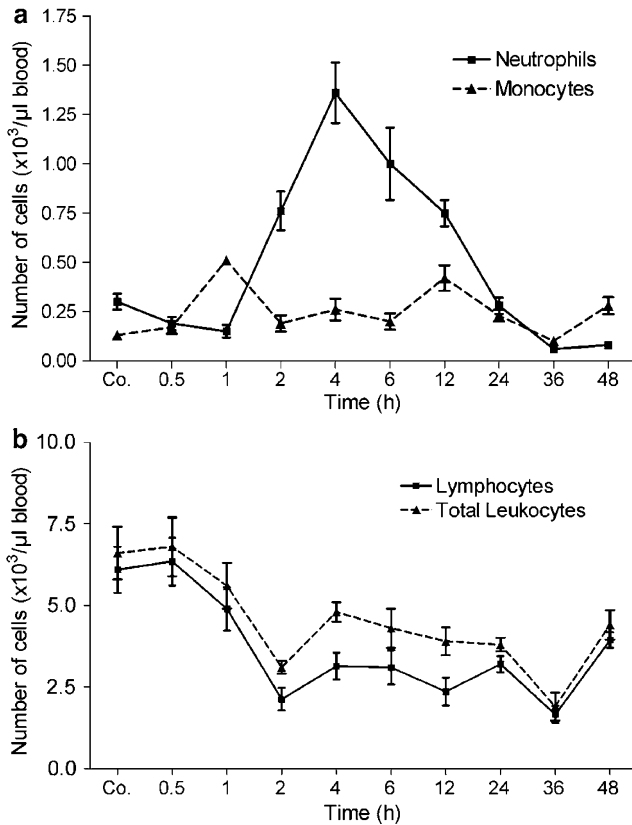 a
Number of cells (x10³/µl blood)
1.75
1.50
1.25
1.00
0.75
0.50
0.25
0.00
Neutrophils
Monocytes
Co. 0.5 1 2 4 6 12 24 36 48
Time (h)
b
Number of cells (x10³/µl blood)
10.0
7.5
5.0
2.5
0.0
Lymphocytes
Total Leukocytes
Co. 0.5 1 2 4 6 12 24 36 48
Time (h)